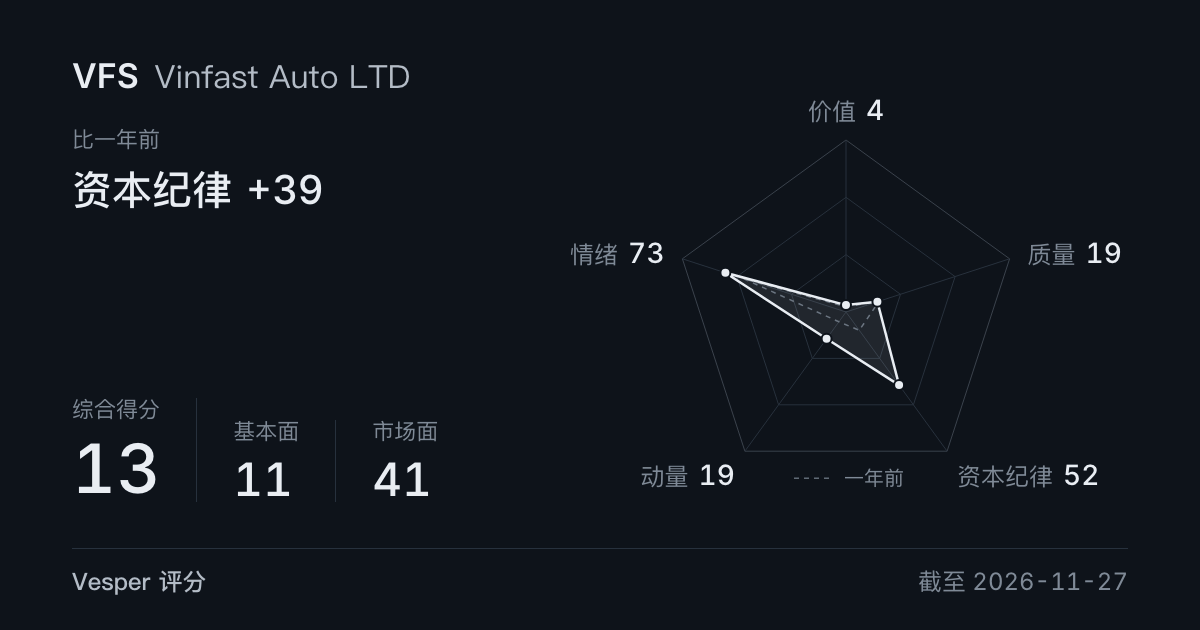 VFS Vinfast Auto LTD
比一年前
资本纪律 +39
价值 4
情绪 73
质量 19
动量 19
一年前
资本纪律 52
综合得分
13
基本面
11
市场面
41
Vesper 评分
截至 2026-11-27